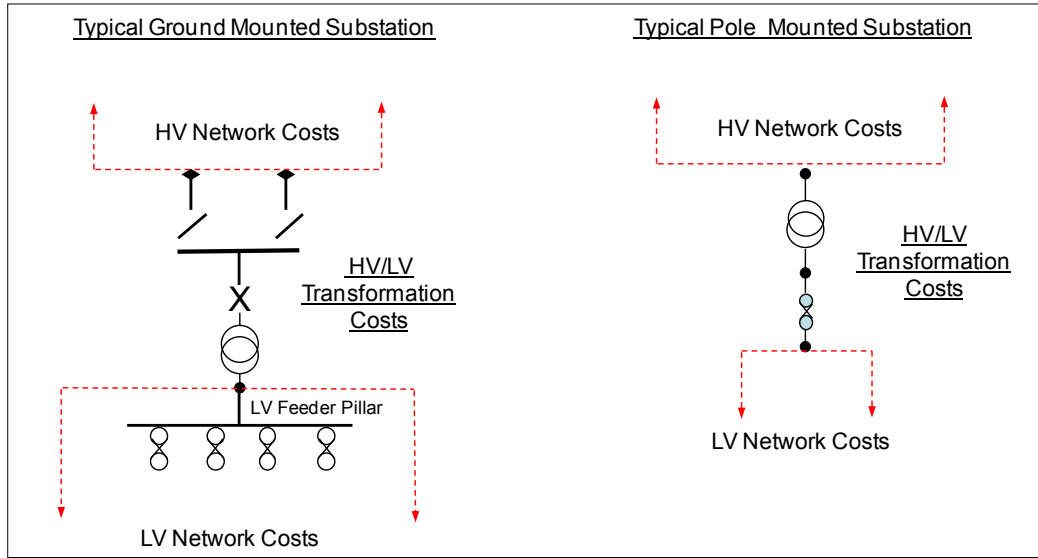 Typical Ground Mounted Substation
HV Network Costs
HV/LV
Transformation
Costs
LV Feeder Pillar
LV Network Costs
Typical Pole Mounted Substation
HV Network Costs
HV/LV
Transformation
Costs
LV Network Costs